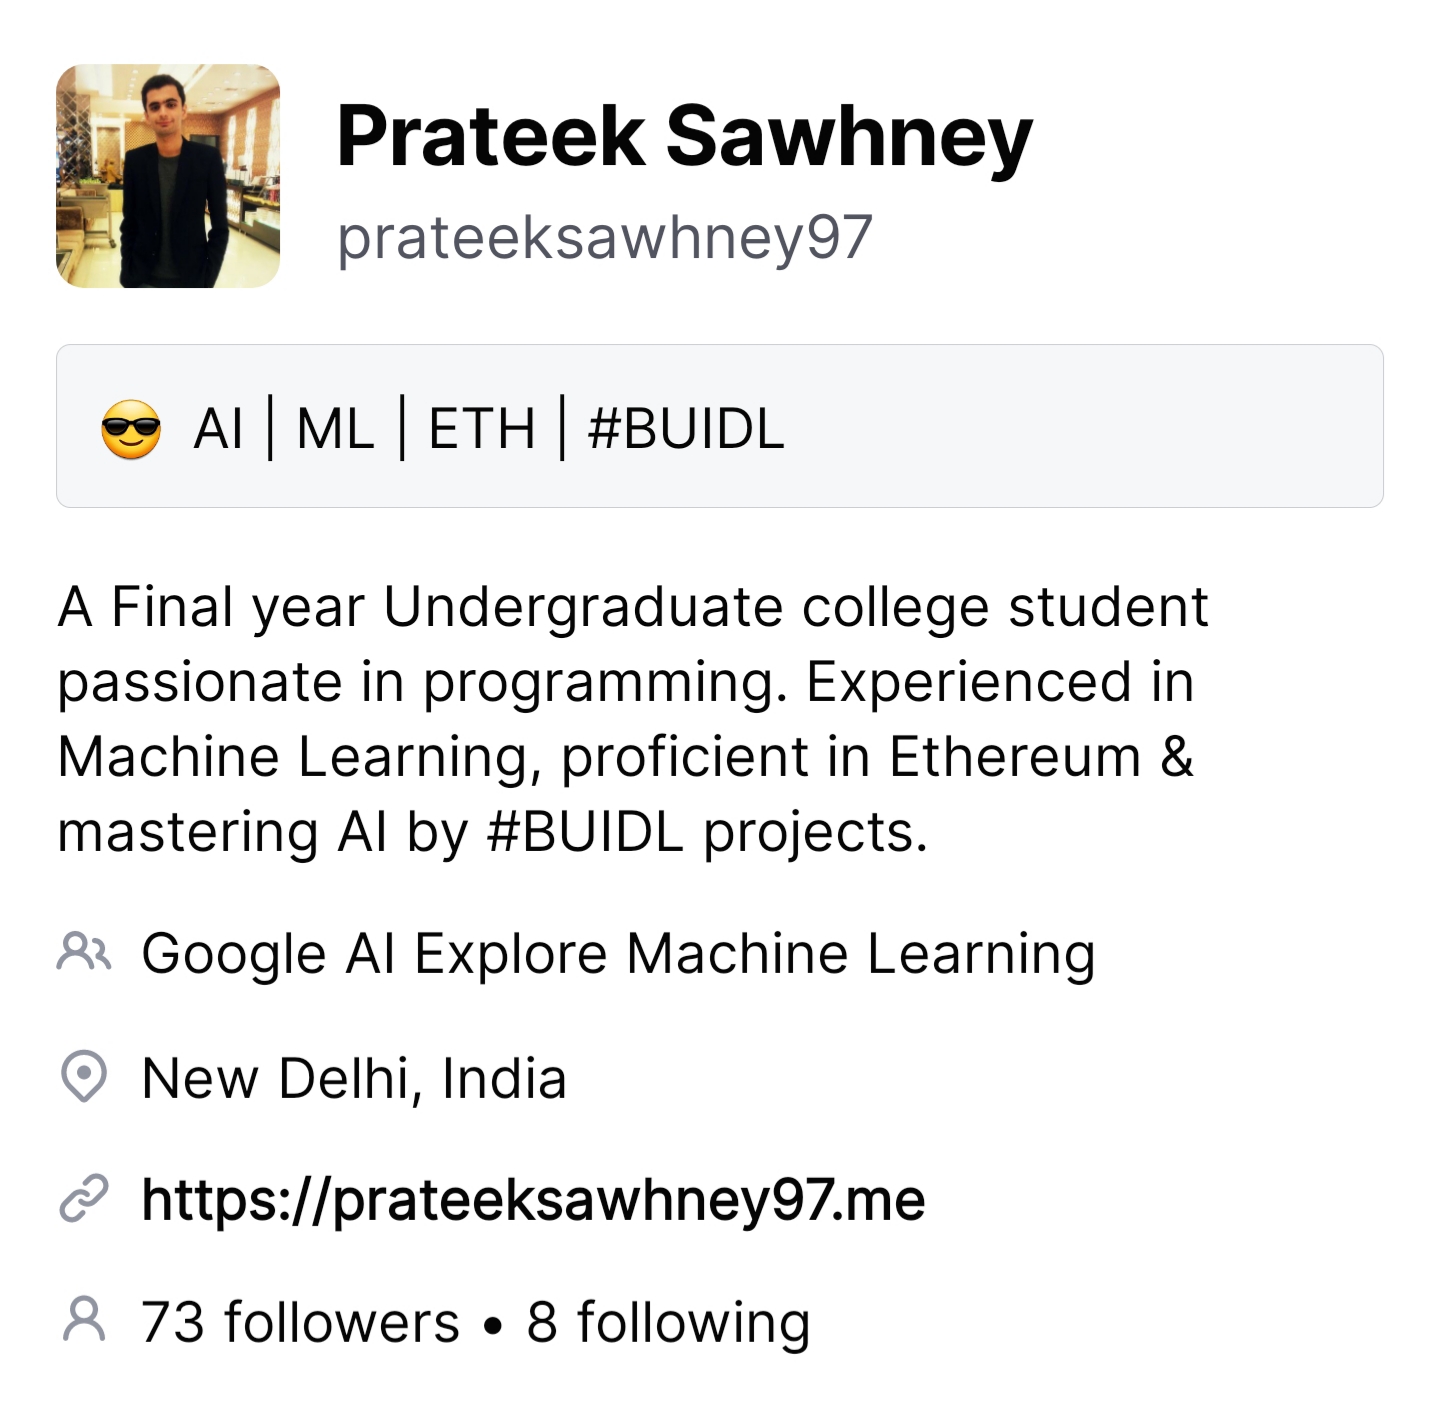 Prateek Sawhney
prateeksawhney97
😎 AI | ML | ETH | #BUIDL
A Final year Undergraduate college student
passionate in programming. Experienced in
Machine Learning, proficient in Ethereum &
mastering AI by #BUIDL projects.
Google AI Explore Machine Learning
New Delhi, India
https://prateeksawhney97.me
73 followers • 8 following